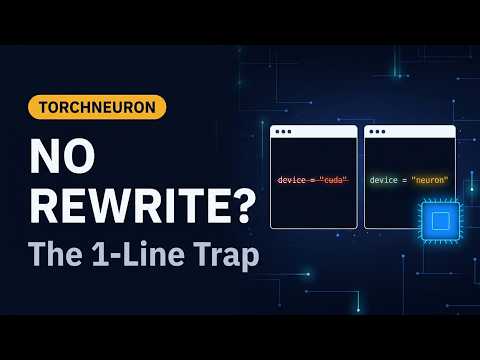 TORCHNEURON
NO
REWRITE?
The 1-Line Trap
device = "cuda"
device = "neuron"